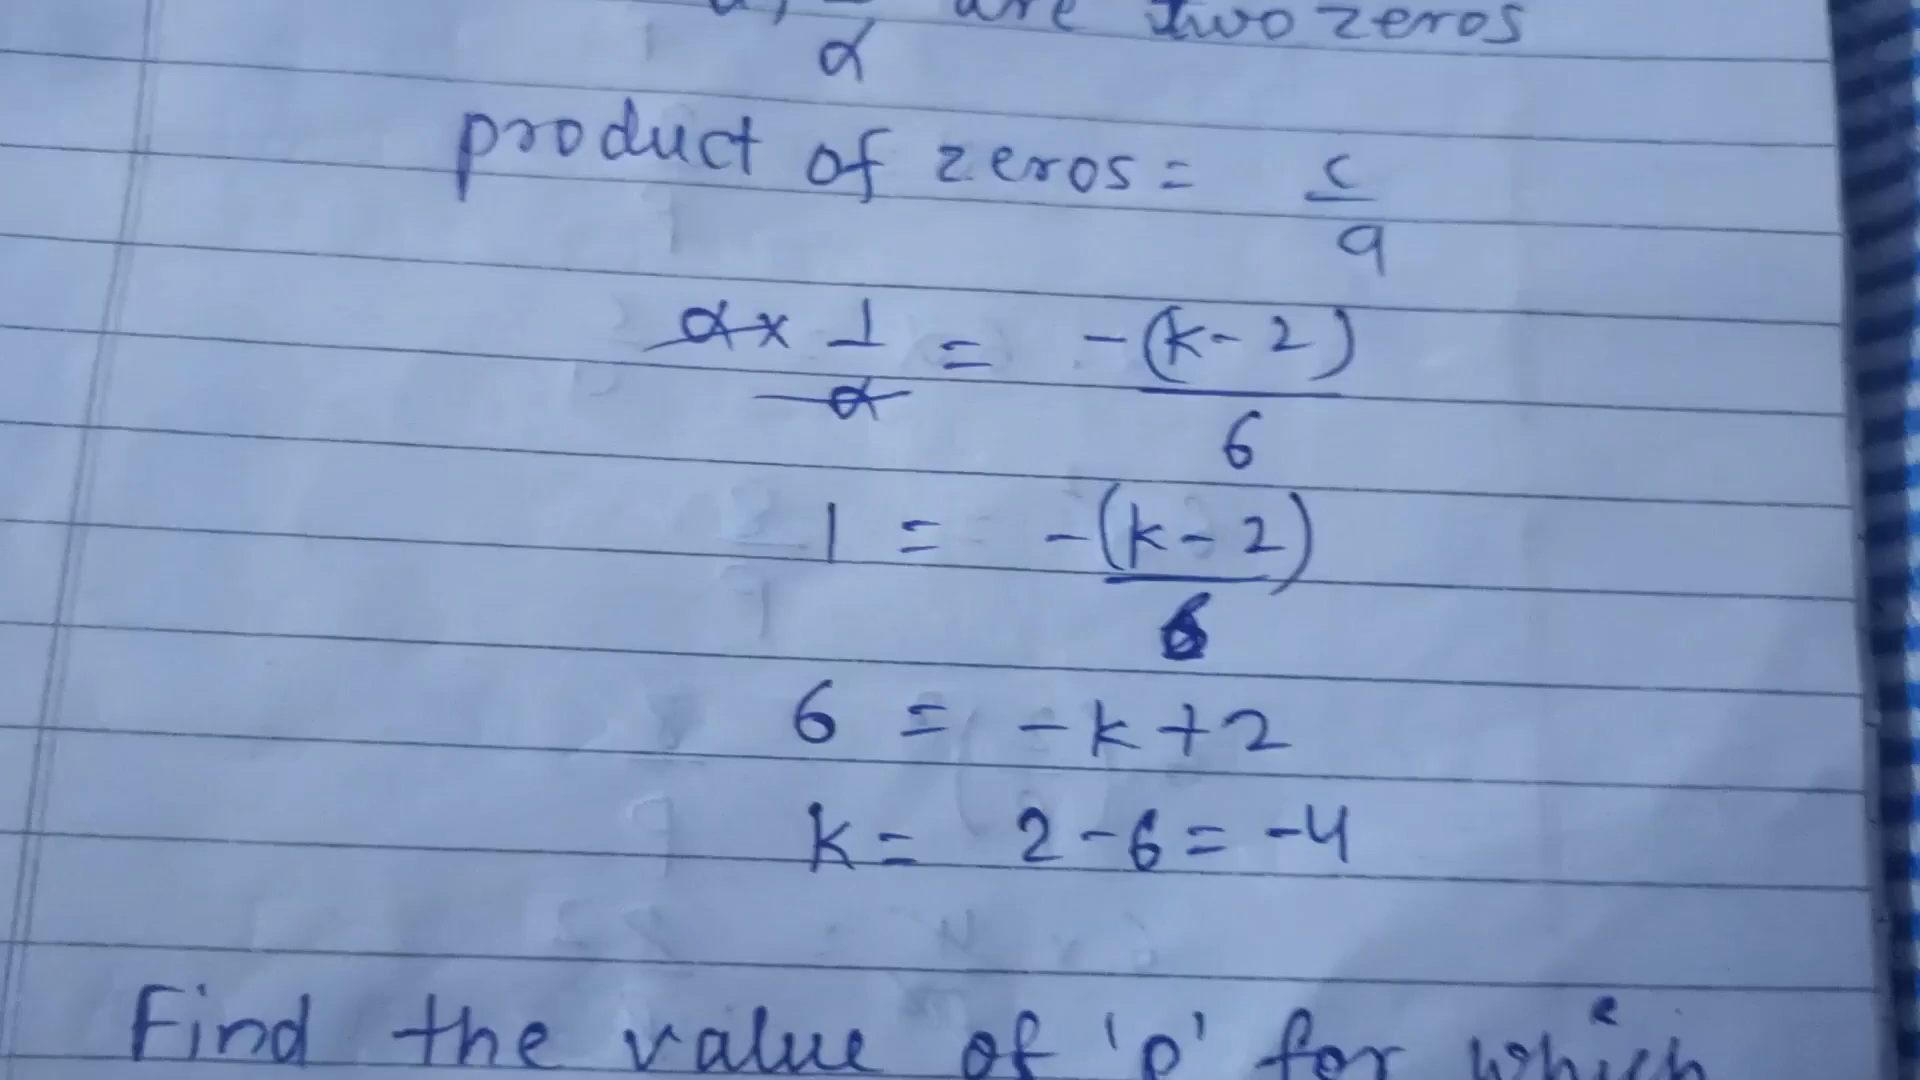 α, 1/α are two zeros
product of zeros = c/a
α x 1/α = -(k-2)/6
1 = -(k-2)/6
6 = -k+2
k = 2-6 = -4
Find the value of 'p' for which